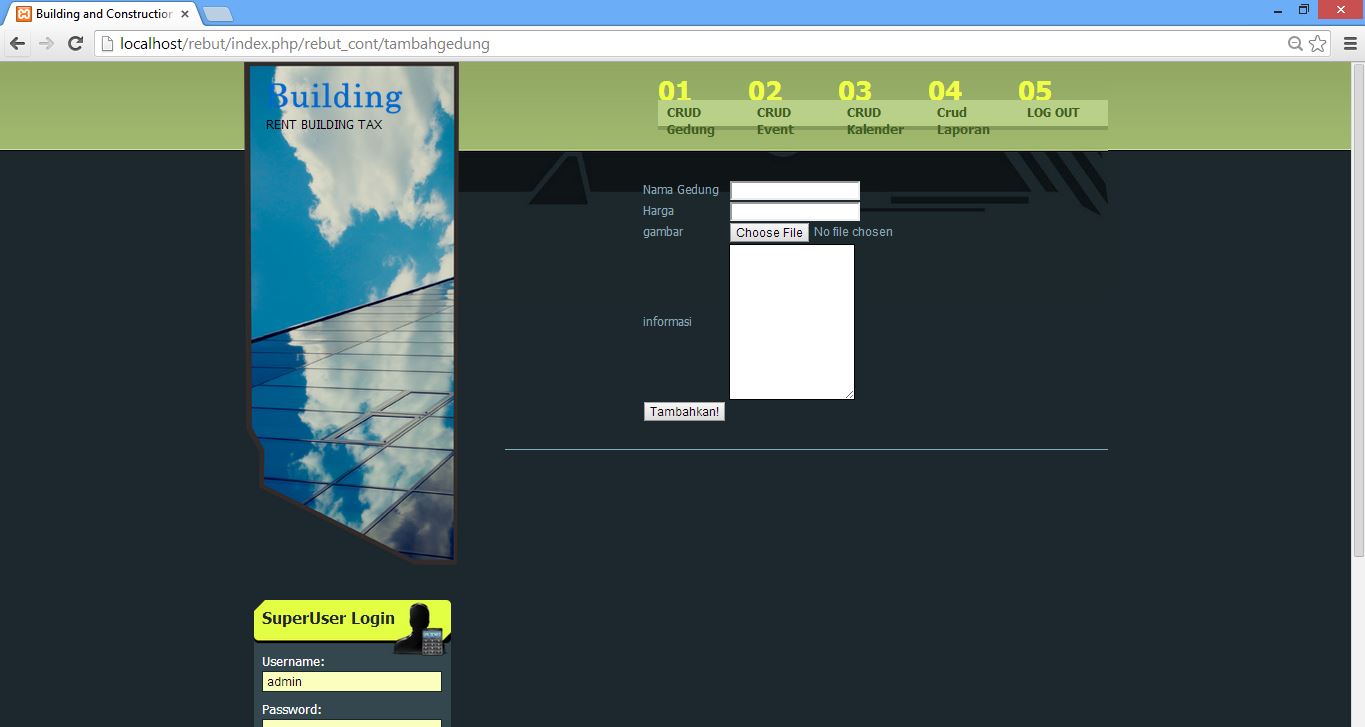 Building and Construction
localhost/rebut/index.php/rebut_cont/tambahgedung
Building
RENT BUILDING TAX
01 02 03 04 05
CRUD CRUD CRUD Crud LOG OUT
Gedung Event Kalender Laporan
Nama Gedung
Harga
gambar Choose File No file chosen
informasi
Tambahkan!
SuperUser Login
Username:
admin
Password: